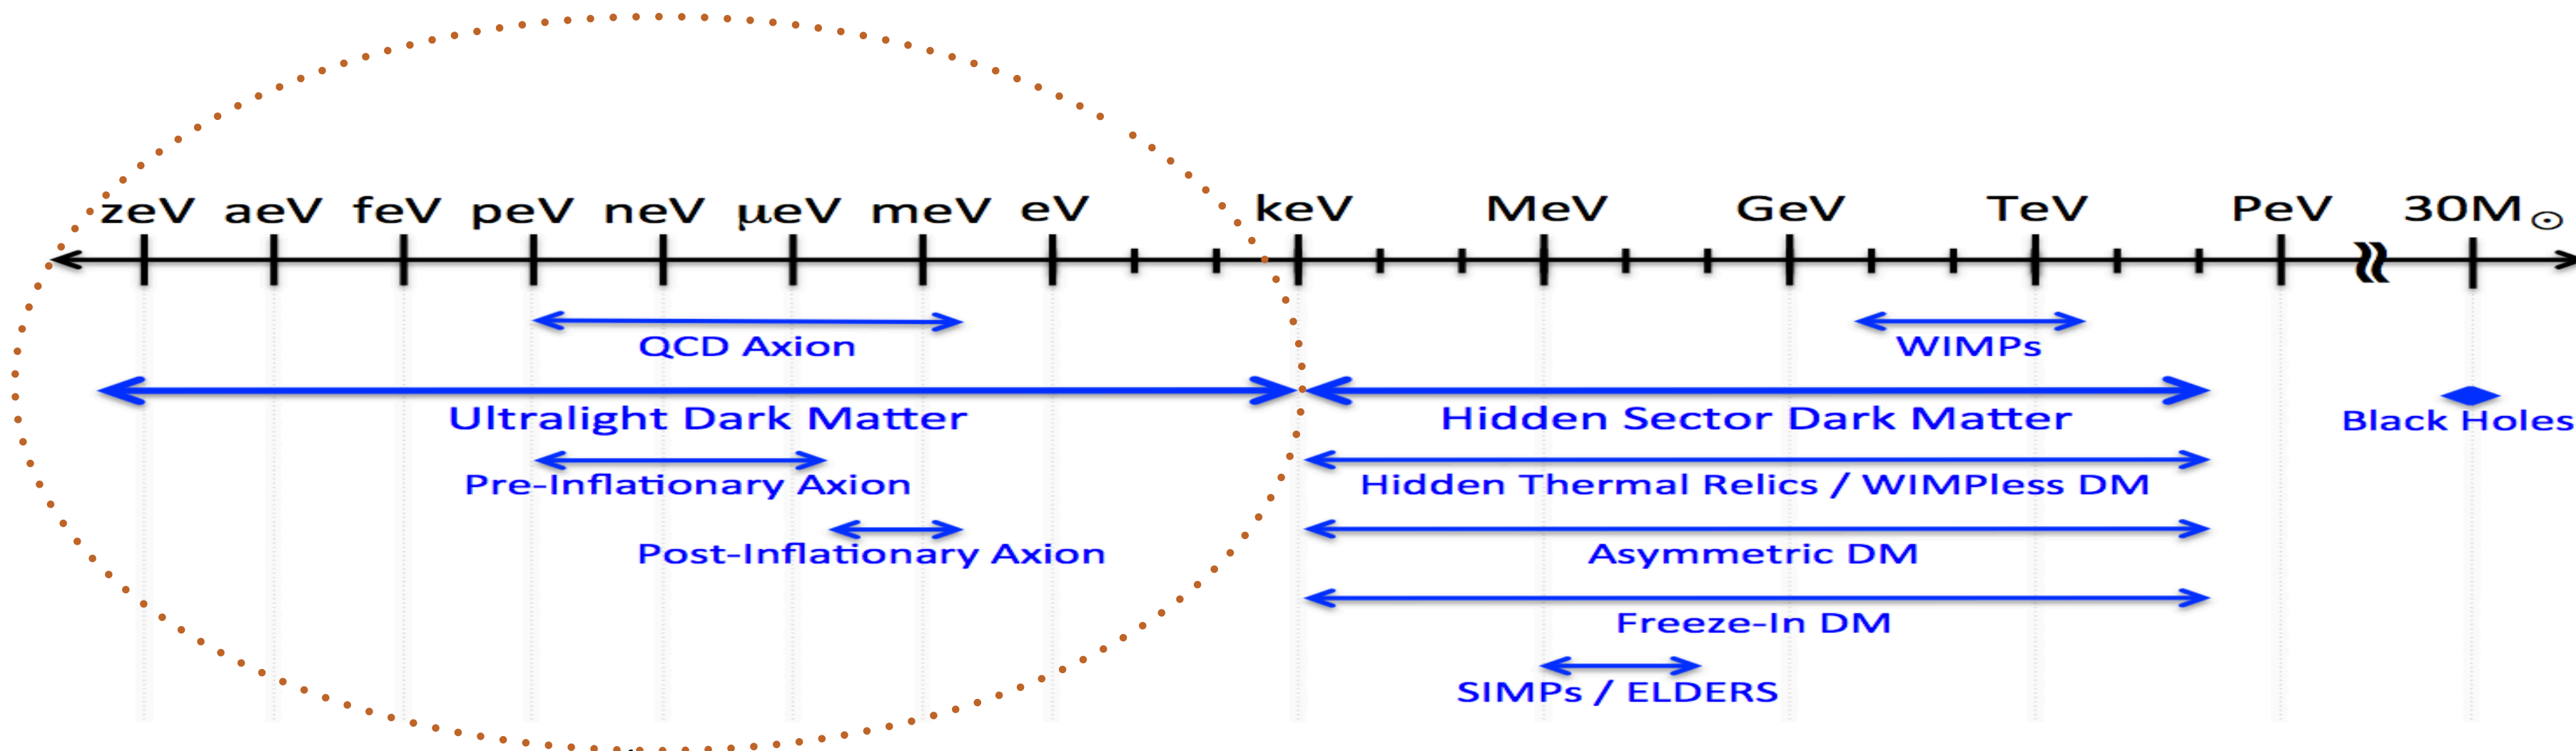 zeV aeV feV peV neV μeV meV eV keV MeV GeV TeV PeV 30M☉
QCD Axion WIMPs
Ultralight Dark Matter Hidden Sector Dark Matter Black Holes
Pre-Inflationary Axion Hidden Thermal Relics / WIMPless DM
Post-Inflationary Axion Asymmetric DM
Freeze-In DM
SIMPs / ELDERS